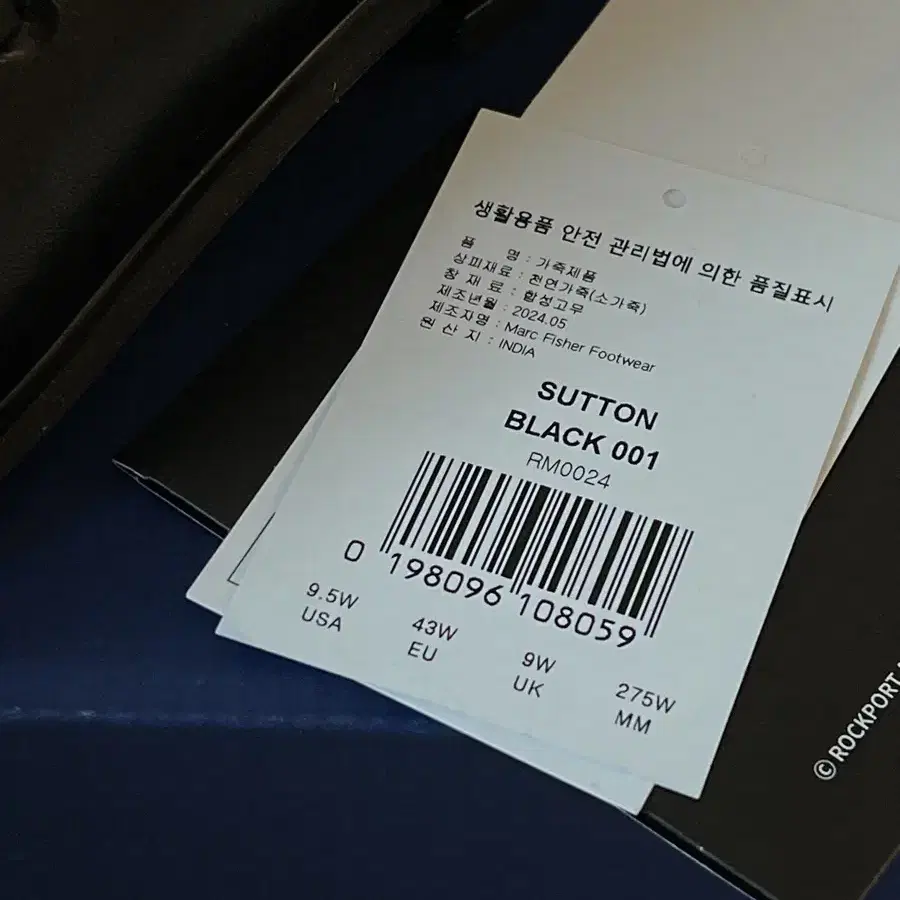 생활용품 안전 관리법에 의한 품질표시
품 명 : 가죽제품
상피재료 : 천연가죽(소가죽)
창 재 료 : 합성고무
제조년월 : 2024.05
제조자명 : Marc Fisher Footwear
원 산 지 : INDIA
SUTTON
BLACK 001
RM0024
0 198096 108059
9.5W USA
43W EU
9W UK
275W MM
© ROCKPORT